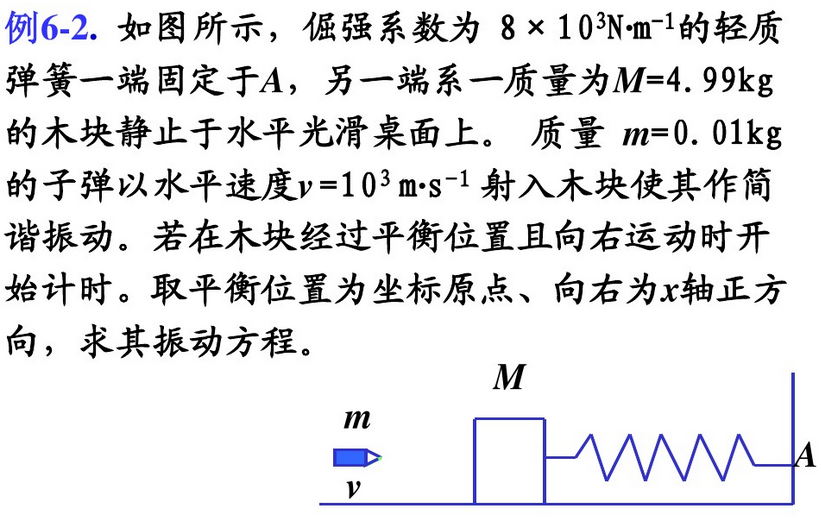 例6-2. 如图所示，倔强系数为 8×10³N·m⁻¹的轻质
弹簧一端固定于A，另一端系一质量为M=4.99kg
的木块静止于水平光滑桌面上。 质量 m=0.01kg
的子弹以水平速度v=10³m·s⁻¹射入木块使其作简
谐振动。若在木块经过平衡位置且向右运动时开
始计时。取平衡位置为坐标原点、向右为x轴正方
向，求其振动方程。
M
m
A
v